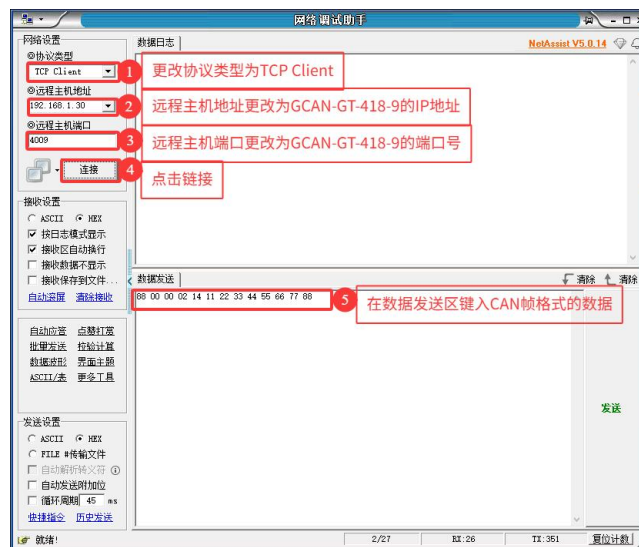 网络调试助手
网络设置
数据日志
NetAssist V5.0.14
协议类型
TCP Client
1
更改协议类型为TCP Client
远程主机地址
192.168.1.30
2
远程主机地址更改为GCAN-GT-418-9的IP地址
远程主机端口
4009
3
远程主机端口更改为GCAN-GT-418-9的端口号
连接
4
点击链接
接收设置
ASCII HEX
按日志模式显示
接收区自动换行
接收数据不显示
接收保存到文件...
自动滚屏 清除接收
数据发送
清除 清除
88 00 00 02 14 11 22 33 44 55 66 77 88
5
在数据发送区键入CAN帧格式的数据
自动应答 点赞打赏
批量发送 校验计算
数据波形 界面主题
ASCII/表 更多工具
发送
发送设置
ASCII HEX
FILE #传输文件
自动解析转义符
自动发送附加位
循环周期 45 ms
快捷指令 历史发送
就绪!
2/27
RX:26
TX:351
复位计数